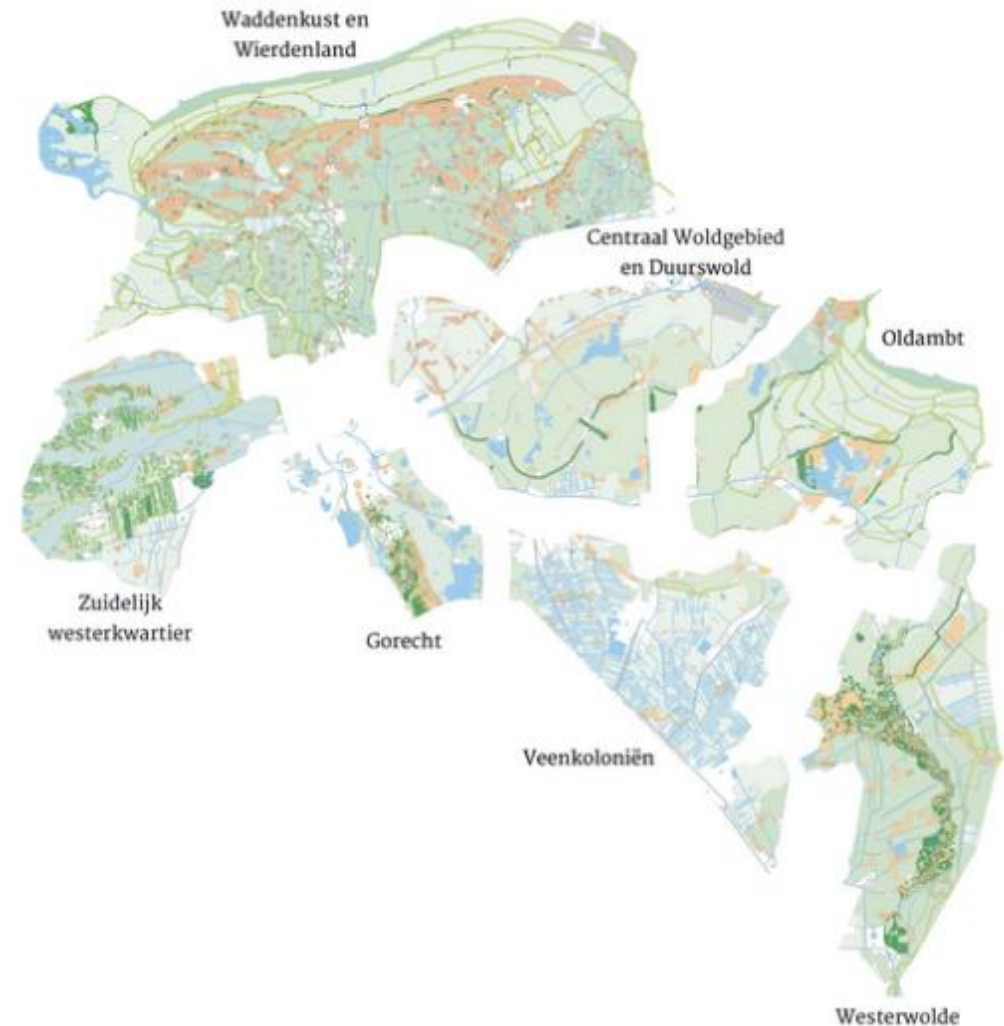 Waddenkust en
Wierdenland
Centraal Woldgebied
en Duurswold
Oldambt
Zuidelijk
westerkwartier
Gorecht
Veenkoloniën
Westerwolde